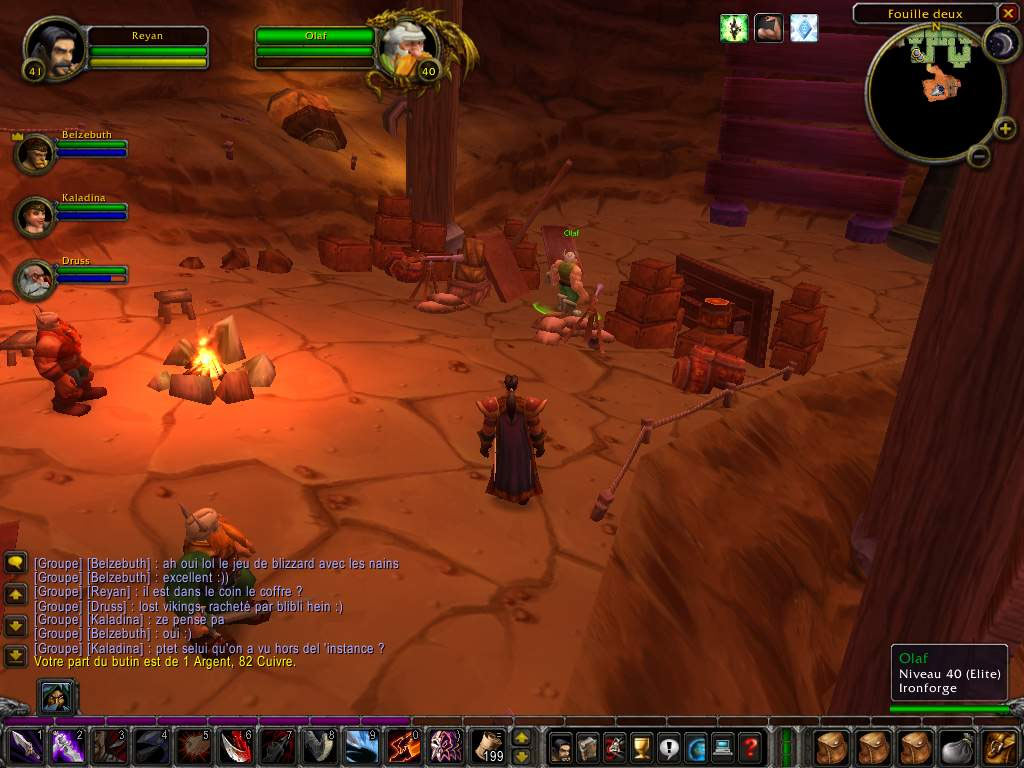 Reyan
41
Olaf
40
Fouille deux
N
Belzebuth
Kaladina
Druss
Olaf
[Groupe] [Belzebuth] : ah oui lol le jeu de blizzard avec les nains
[Groupe] [Belzebuth] : excellent :))
[Groupe] [Reyan] : il est dans le coin le coffre ?
[Groupe] [Druss] : lost vikings, racheté par blibli hein :)
[Groupe] [Kaladina] : ze pense pa
[Groupe] [Belzebuth] : oui :)
[Groupe] [Kaladina] : ptet selui qu'on a vu hors del 'instance ?
Votre part du butin est de 1 Argent, 82 Cuivre.
Olaf
Niveau 40 (Elite)
Ironforge
1 2 3 4 5 6 7 8 9 0 ) =
199